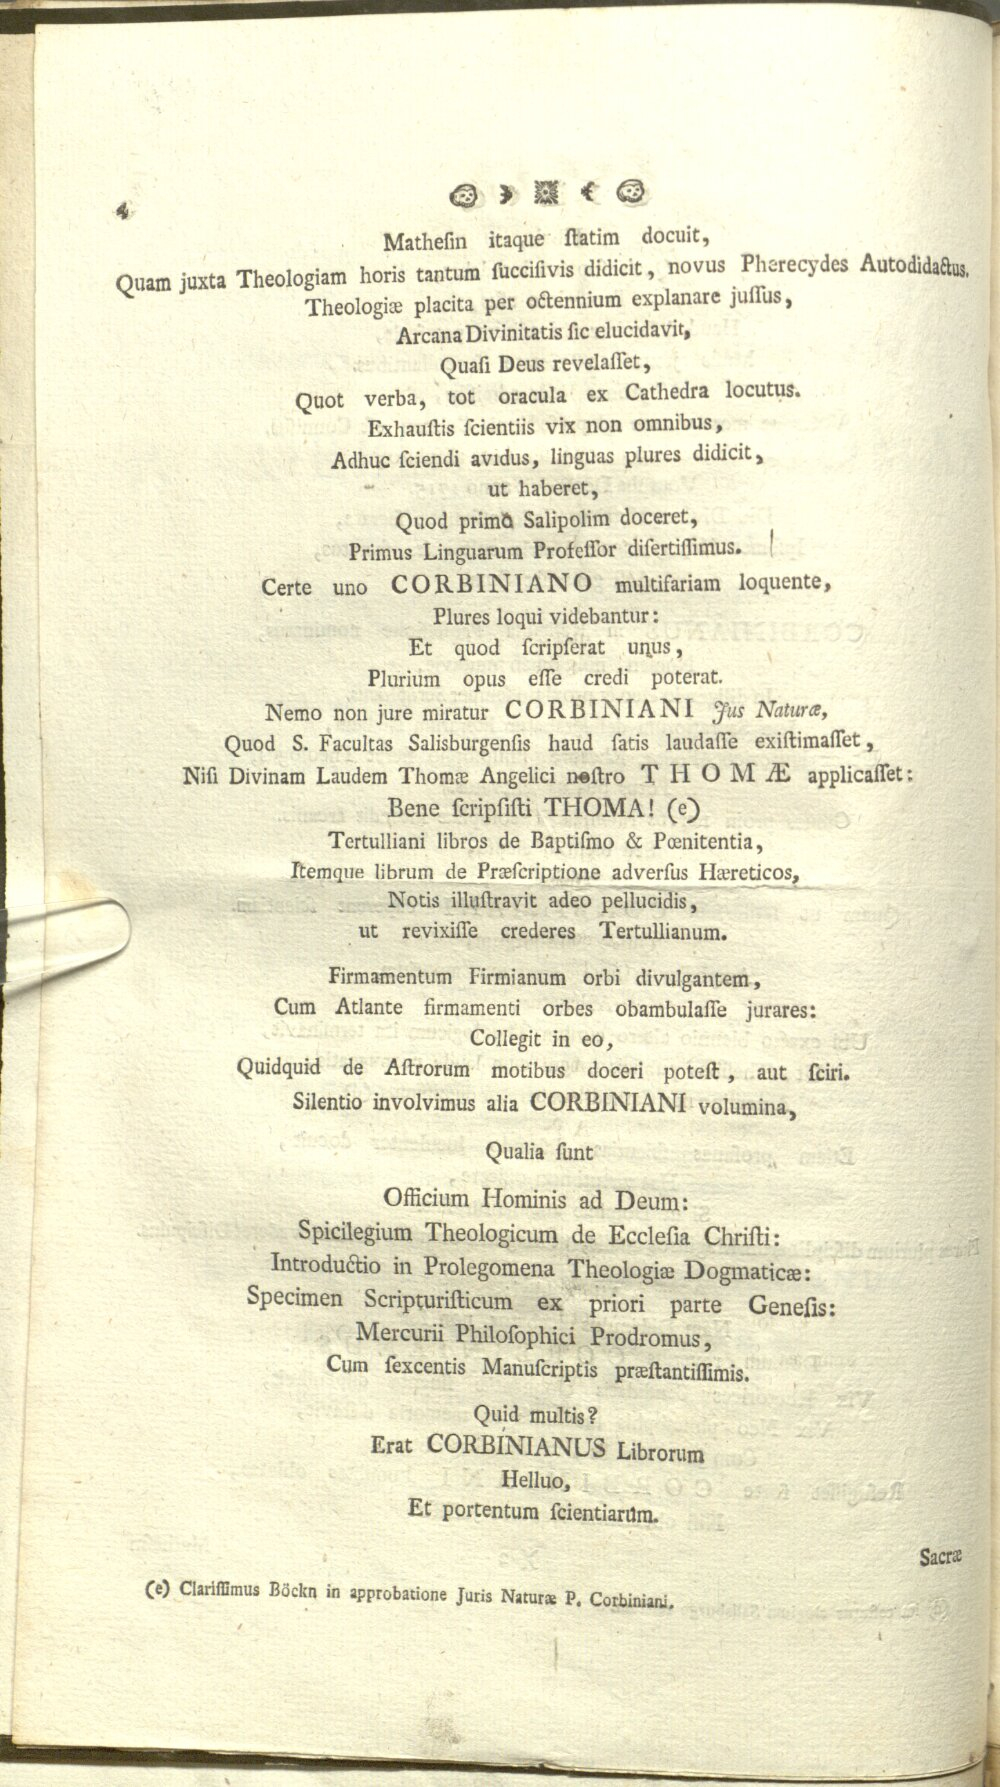 4
Mathesin itaque statim docuit,
Quam juxta Theologiam horis tantum succisivis didicit, novus Pherecydes Autodidactus.
Theologiæ placita per octennium explanare jussus,
Arcana Divinitatis sic elucidavit,
Quasi Deus revelasset,
Quot verba, tot oracula ex Cathedra locutus.
Exhaustis scientiis vix non omnibus,
Adhuc sciendi avidus, linguas plures didicit,
ut haberet,
Quod primo Salipolim doceret,
Primus Linguarum Professor disertissimus.
Certe uno CORBINIANO multifariam loquente,
Plures loqui videbantur:
Et quod scripserat unus,
Plurium opus esse credi poterat.
Nemo non jure miratur CORBINIANI Jus Naturæ,
Quod S. Facultas Salisburgensis haud satis laudasse existimasset,
Nisi Divinam Laudem Thomæ Angelici nostro THOMÆ applicasset:
Bene scripsisti THOMA! (e)
Tertulliani libros de Baptismo & Pœnitentia,
Itemque librum de Præscriptione adversus Hæreticos,
Notis illustravit adeo pellucidis,
ut revixisse crederes Tertullianum.
Firmamentum Firmianum orbi divulgantem,
Cum Atlante firmamenti orbes obambulasse jurares:
Collegit in eo,
Quidquid de Astrorum motibus doceri potest, aut sciri.
Silentio involvimus alia CORBINIANI volumina,
Qualia sunt
Officium Hominis ad Deum:
Spicilegium Theologicum de Ecclesia Christi:
Introductio in Prolegomena Theologiæ Dogmaticæ:
Specimen Scripturisticum ex priori parte Genesis:
Mercurii Philosophici Prodromus,
Cum sexcentis Manuscriptis præstantissimis.
Quid multis?
Erat CORBINIANUS Librorum
Helluo,
Et portentum scientiarum.
Sacræ
(e) Clarissimus Böckn in approbatione Juris Naturæ P. Corbiniani.